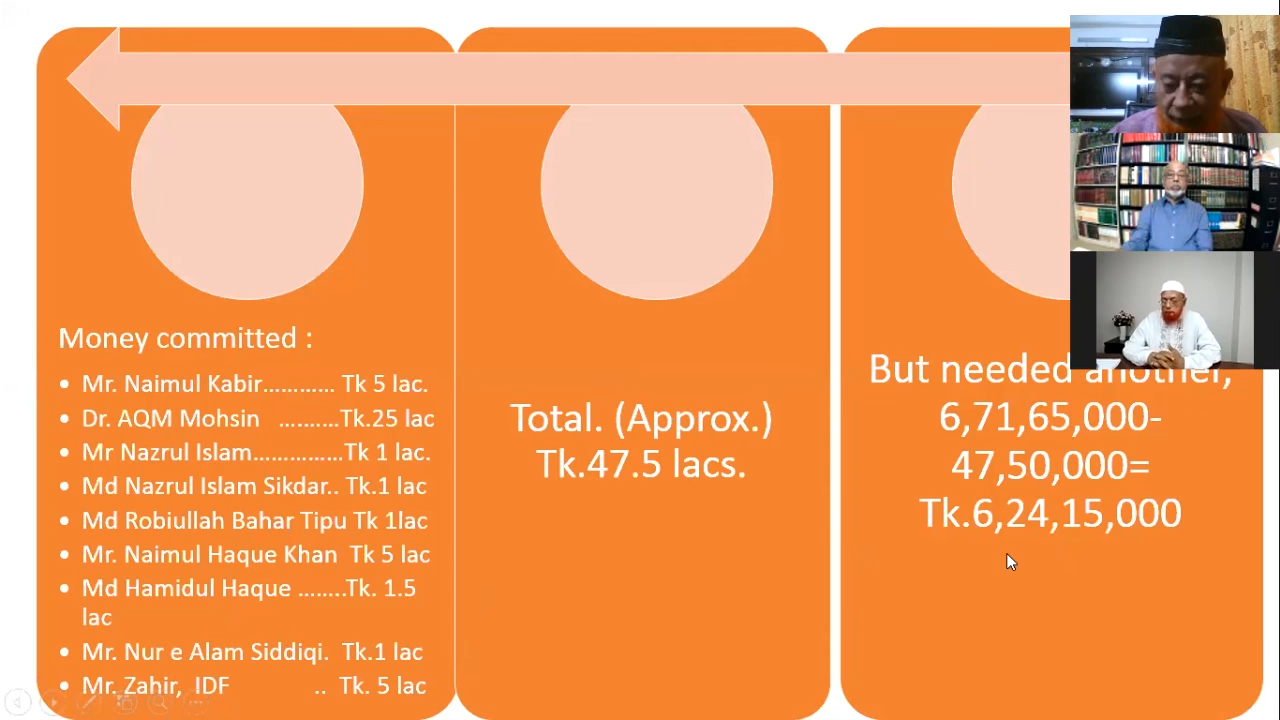 Money committed :
• Mr. Naimul Kabir............ Tk 5 lac.
• Dr. AQM Mohsin ..........Tk.25 lac
• Mr Nazrul Islam...............Tk 1 lac.
• Md Nazrul Islam Sikdar.. Tk.1 lac
• Md Robiullah Bahar Tipu Tk 1lac
• Mr. Naimul Haque Khan Tk 5 lac
• Md Hamidul Haque ........Tk. 1.5
lac
• Mr. Nur e Alam Siddiqi. Tk.1 lac
• Mr. Zahir, IDF .. Tk. 5 lac
Total. (Approx.)
Tk.47.5 lacs.
But needed another,
6,71,65,000-
47,50,000=
Tk.6,24,15,000